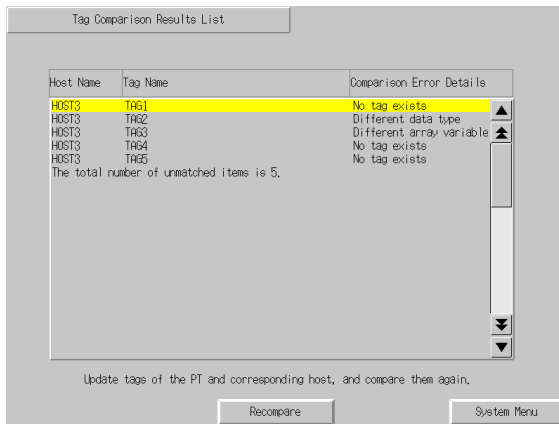 Tag Comparison Results List
Host Name Tag Name Comparison Error Details
HOST3 TAG1 No tag exists
HOST3 TAG2 Different data type
HOST3 TAG3 Different array variable
HOST3 TAG4 No tag exists
HOST3 TAG5 No tag exists
The total number of unmatched items is 5.
Update tags of the PT and corresponding host, and compare them again.
Recompare System Menu